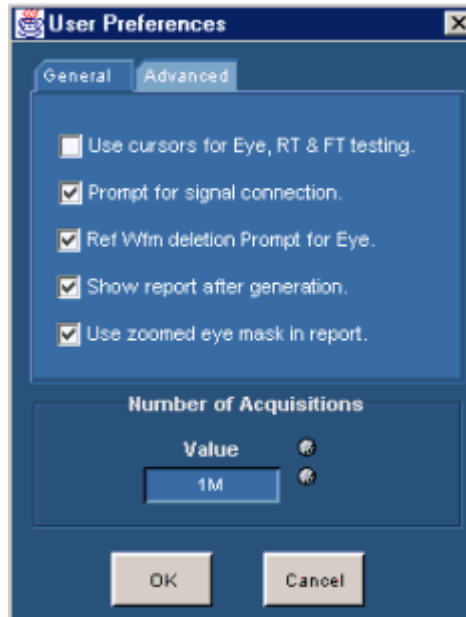 User Preferences
General Advanced
Use cursors for Eye, RT & FT testing.
Prompt for signal connection.
Ref Wfm deletion Prompt for Eye.
Show report after generation.
Use zoomed eye mask in report.
Number of Acquisitions
Value
1M
OK Cancel